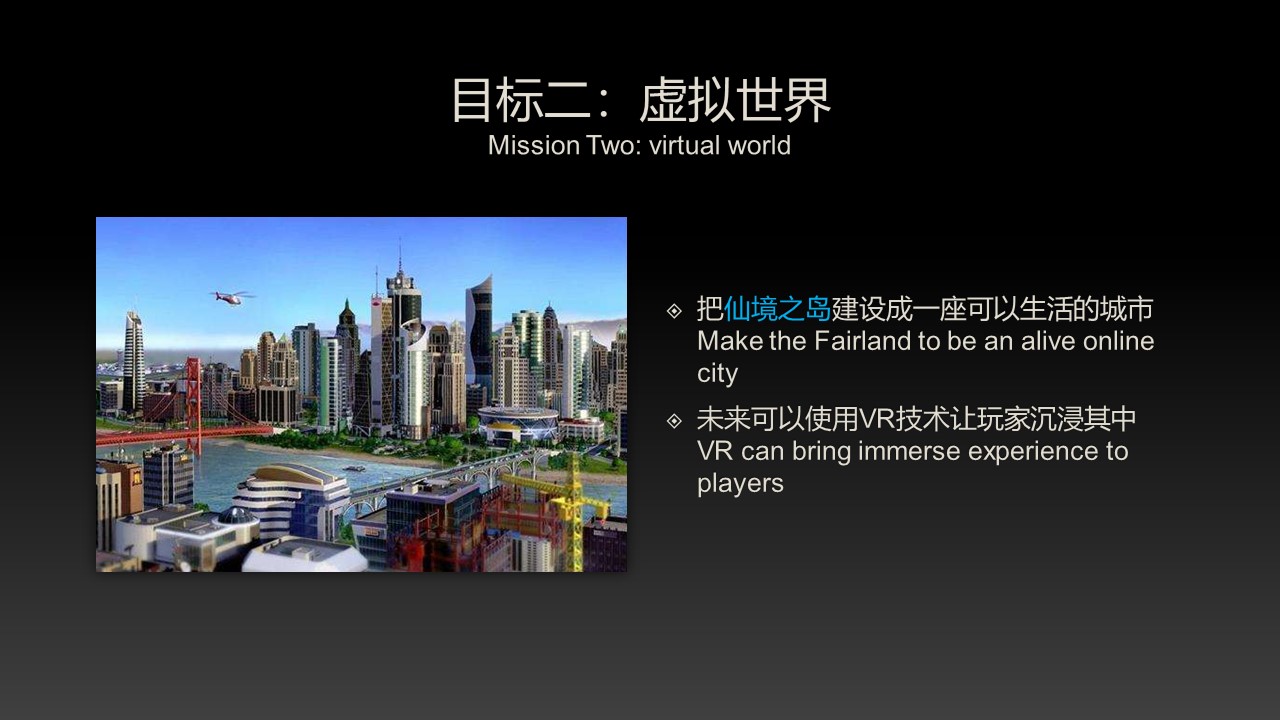 目标二：虚拟世界
Mission Two: virtual world
把仙境之岛建设成一座可以生活的城市
Make the Fairland to be an alive online
city
未来可以使用VR技术让玩家沉浸其中
VR can bring immerse experience to
players